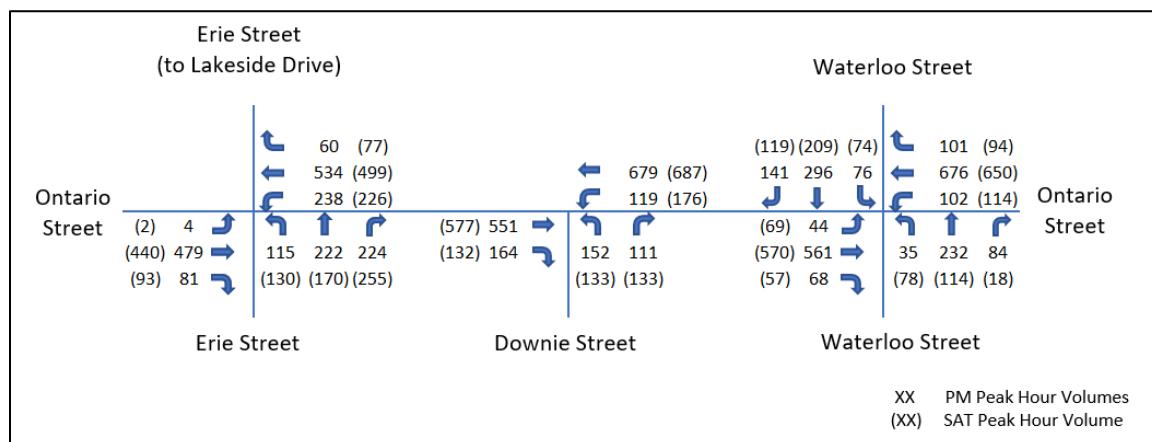 Erie Street
(to Lakeside Drive)
Waterloo Street
60 (77)
534 (499)
238 (226)
679 (687)
119 (176)
(119) (209) (74)
141 296 76
101 (94)
676 (650)
102 (114)
Ontario
Street
Ontario
Street
(2) 4
(440) 479
(93) 81
115 222 224
(130) (170) (255)
(577) 551
(132) 164
152 111
(133) (133)
(69) 44
(570) 561
(57) 68
35 232 84
(78) (114) (18)
Erie Street
Downie Street
Waterloo Street
XX PM Peak Hour Volumes
(XX) SAT Peak Hour Volume